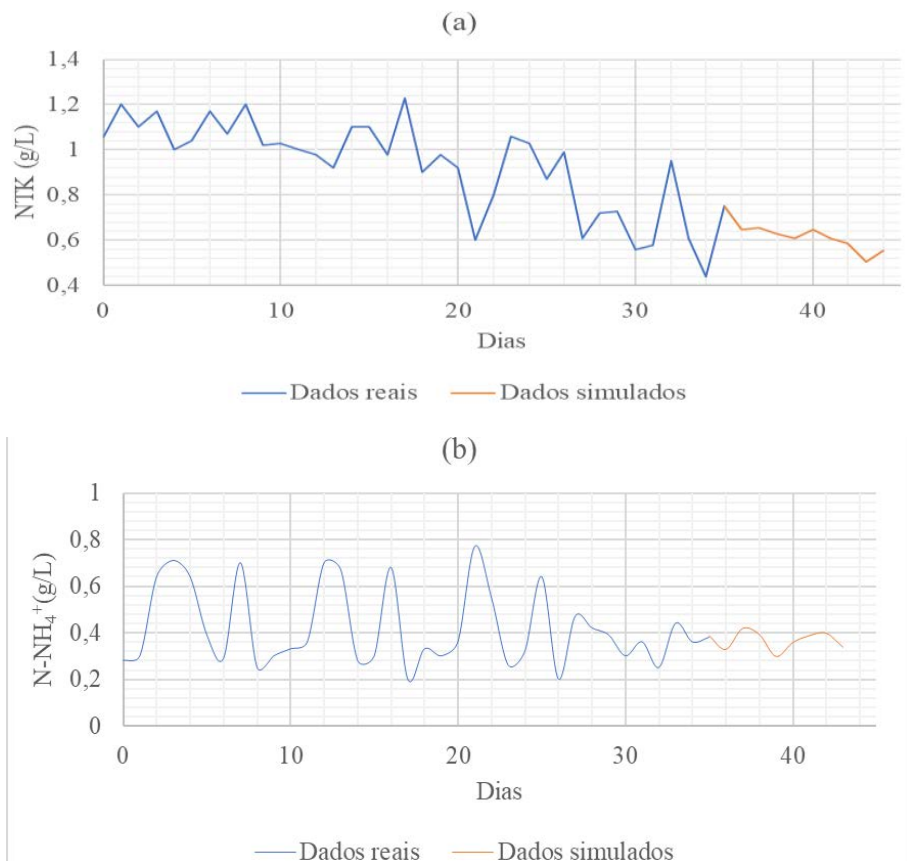 (a)
NTK (g/L)
1,4
1,2
1
0,8
0,6
0,4
0 10 20 30 40
Dias
Dados reais Dados simulados
(b)
N-NH₄⁺(g/L)
1
0,8
0,6
0,4
0,2
0
0 10 20 30 40
Dias
Dados reais Dados simulados